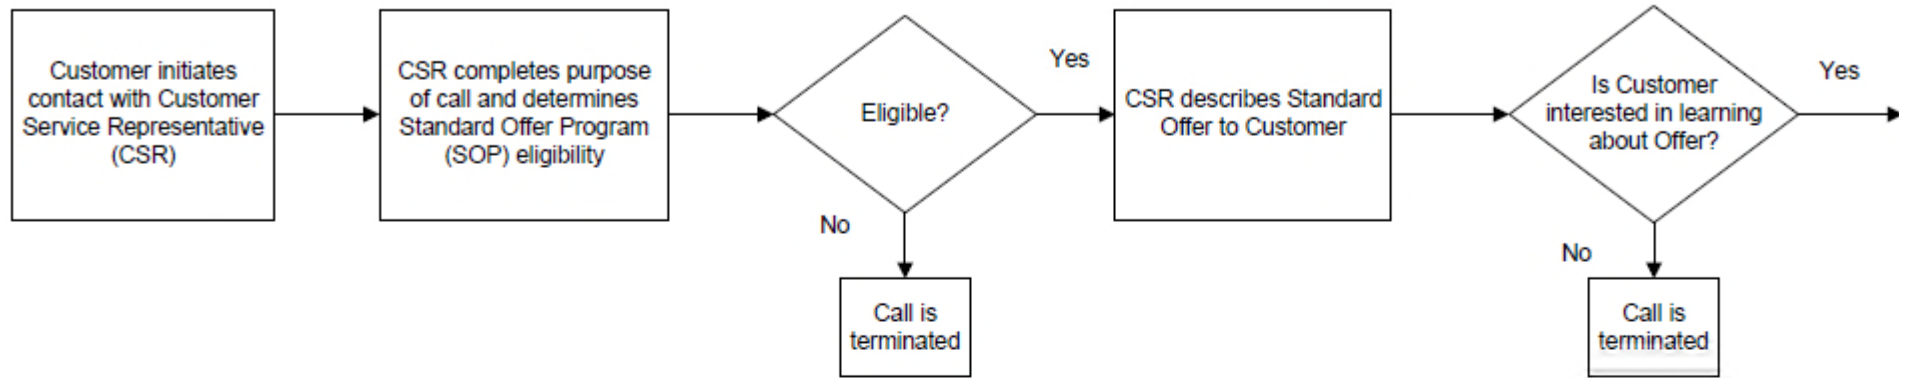 Customer initiates
contact with Customer
Service Representative
(CSR)
CSR completes purpose
of call and determines
Standard Offer Program
(SOP) eligibility
Eligible?
Yes
No
Call is
terminated
CSR describes Standard
Offer to Customer
Is Customer
interested in learning
about Offer?
Yes
No
Call is
terminated